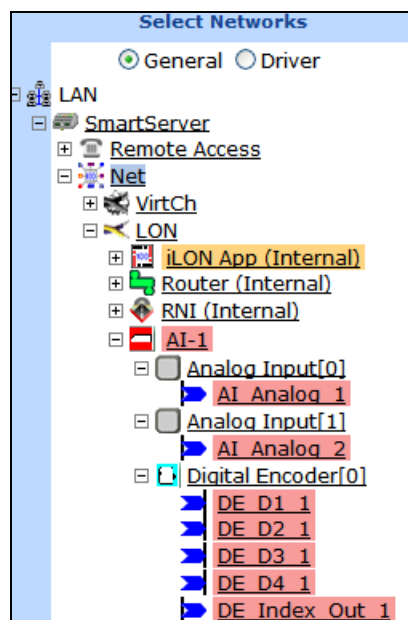 Select Networks
General Driver
LAN
SmartServer
Remote Access
Net
VirtCh
LON
iLON App (Internal)
Router (Internal)
RNI (Internal)
AI-1
Analog Input[0]
AI_Analog_1
Analog Input[1]
AI_Analog_2
Digital Encoder[0]
DE_D1_1
DE_D2_1
DE_D3_1
DE_D4_1
DE_Index_Out_1